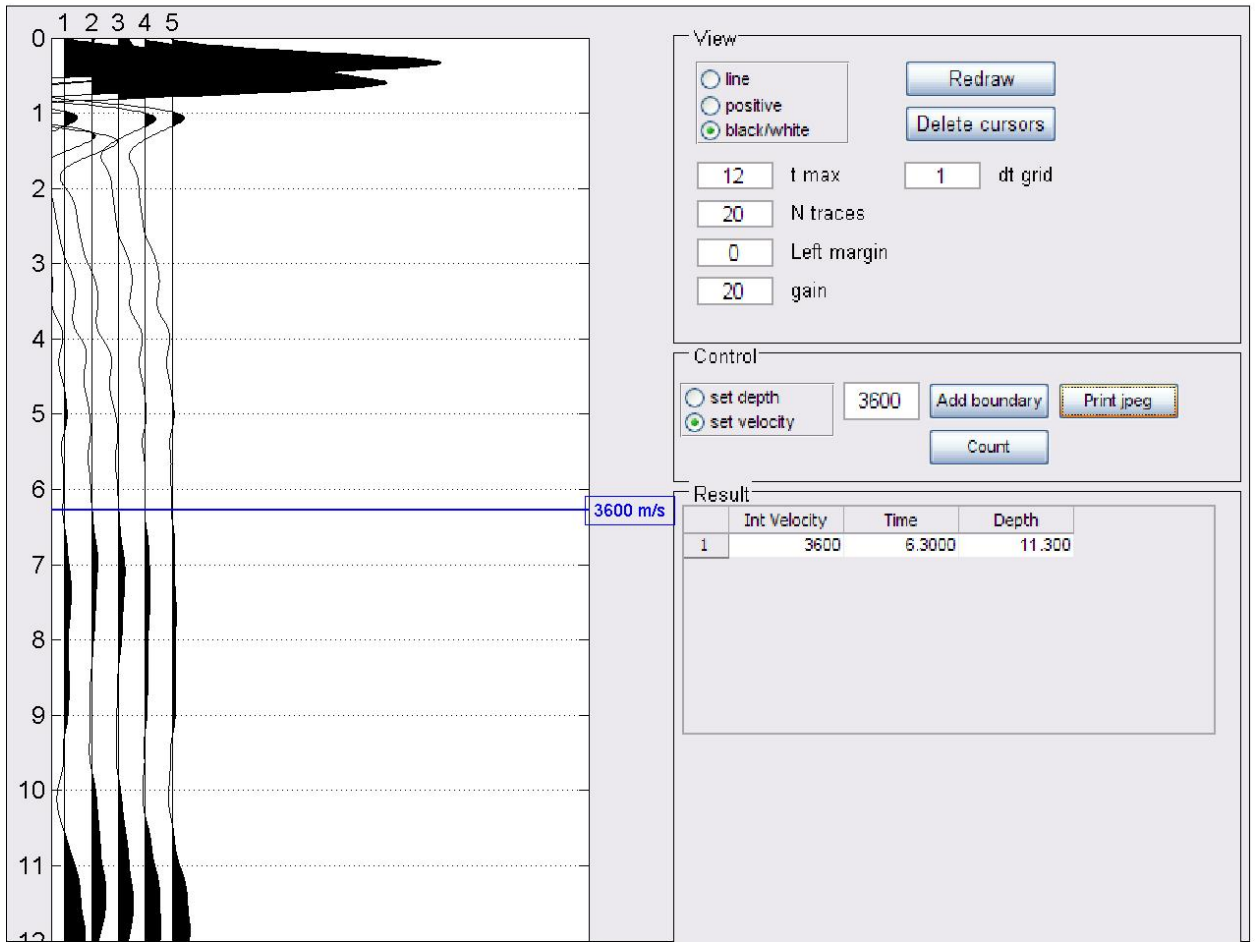 1 2 3 4 5
0
1
2
3
4
5
6
7
8
9
10
11
12
3600 m/s
View
line
positive
black/white
Redraw
Delete cursors
12 t max 1 dt grid
20 N traces
0 Left margin
20 gain
Control
set depth
set velocity
3600 Add boundary Print jpeg
Count
Result
Int Velocity Time Depth
1 3600 6.3000 11.300